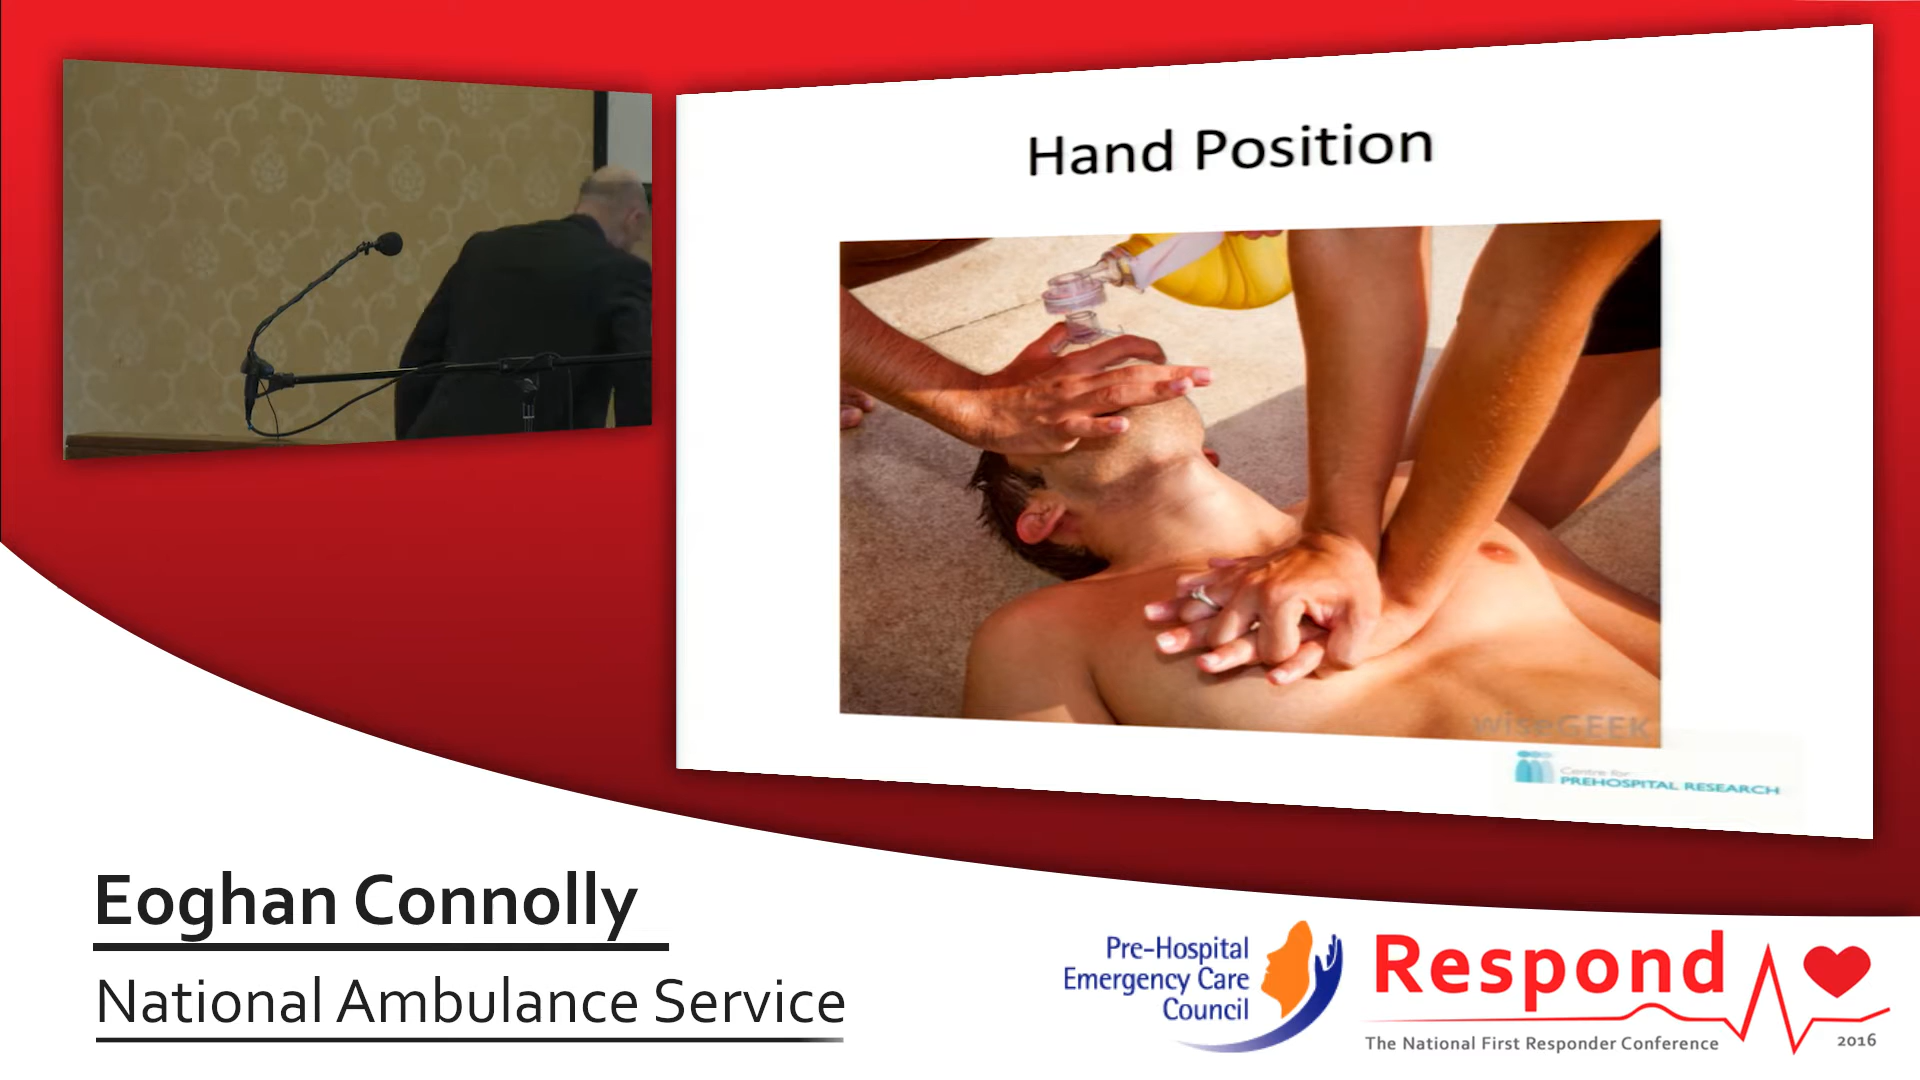 Hand Position
wiseGEEK
Centre for
PREHOSPITAL RESEARCH
Eoghan Connolly
National Ambulance Service
Pre-Hospital
Emergency Care
Council
Respond
The National First Responder Conference
2016